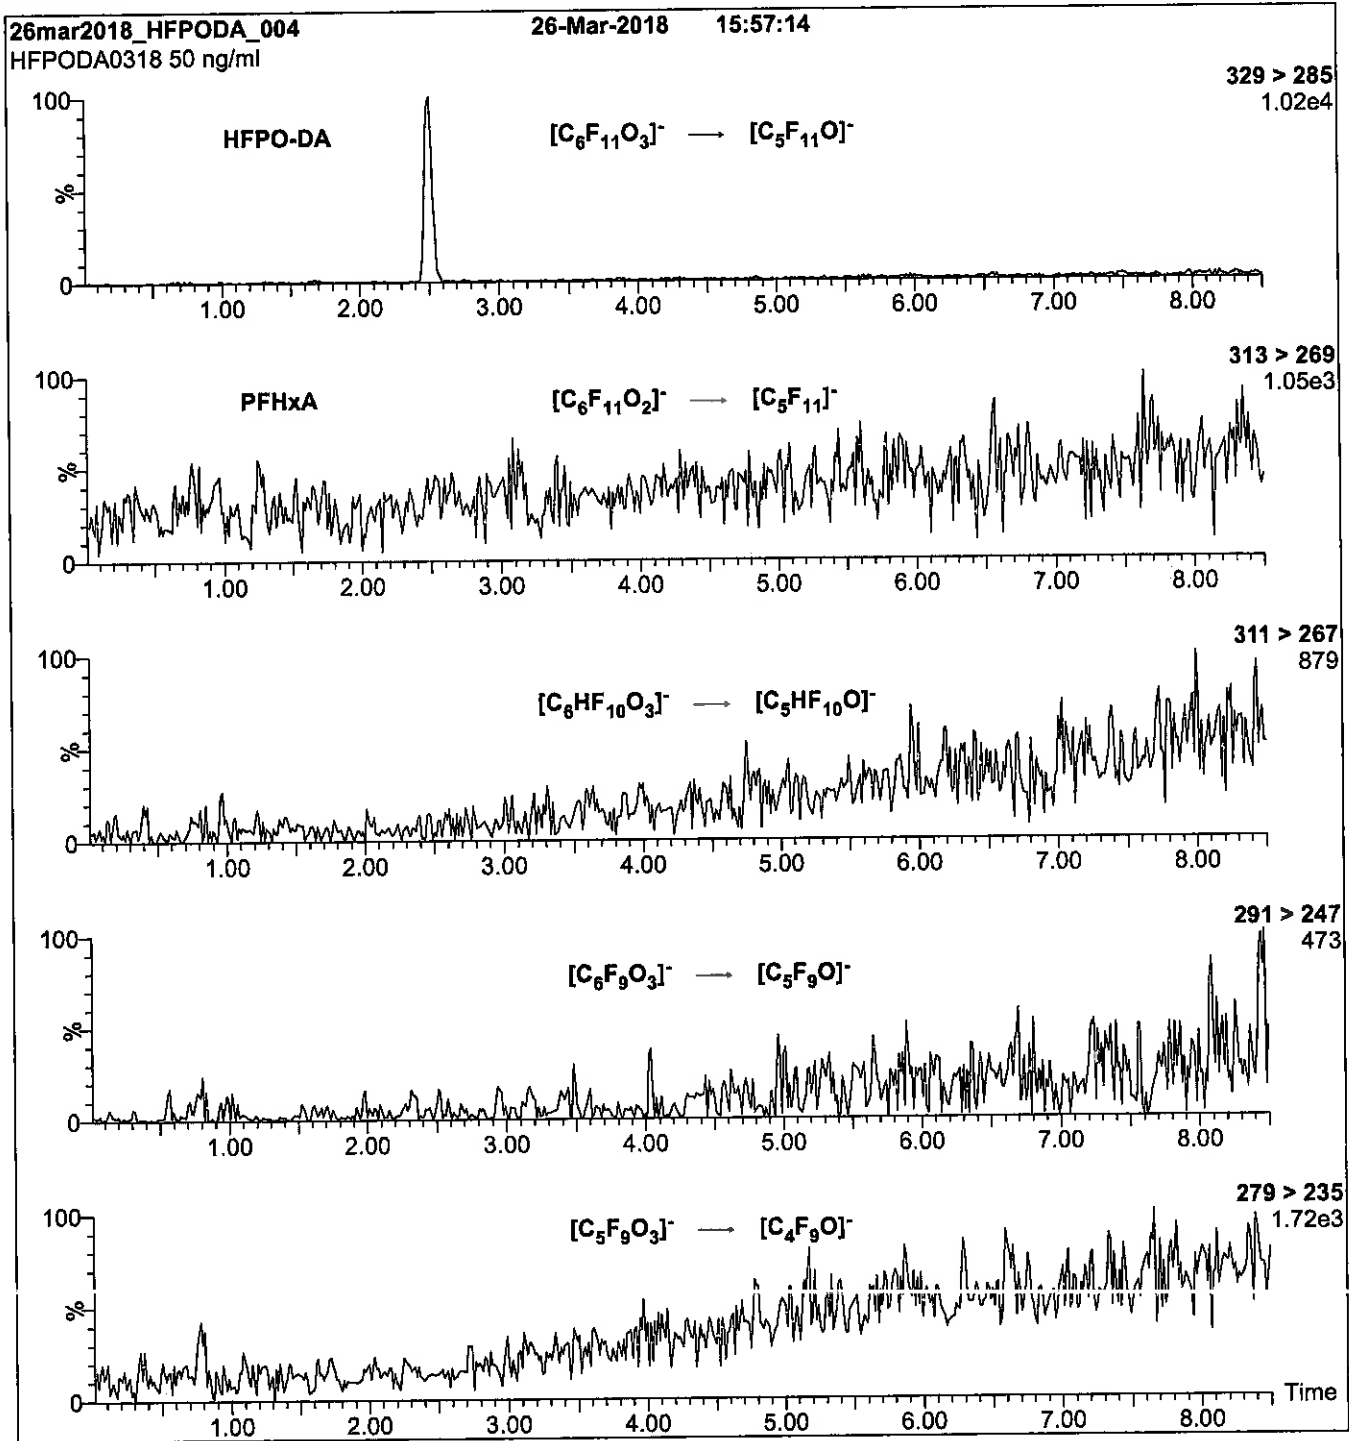 26mar2018_HFPODA_004 26-Mar-2018 15:57:14
HFPODA0318 50 ng/ml
329 > 285
1.02e4
100
HFPO-DA [C₆F₁₁O₃]⁻ → [C₅F₁₁O]⁻
%
0
1.00 2.00 3.00 4.00 5.00 6.00 7.00 8.00
313 > 269
1.05e3
100
PFHxA [C₆F₁₁O₂]⁻ → [C₅F₁₁]⁻
%
0
1.00 2.00 3.00 4.00 5.00 6.00 7.00 8.00
311 > 267
879
100
[C₆HF₁₀O₃]⁻ → [C₅HF₁₀O]⁻
%
0
1.00 2.00 3.00 4.00 5.00 6.00 7.00 8.00
291 > 247
473
100
[C₆F₉O₃]⁻ → [C₅F₉O]⁻
%
0
1.00 2.00 3.00 4.00 5.00 6.00 7.00 8.00
279 > 235
1.72e3
100
[C₅F₉O₃]⁻ → [C₄F₉O]⁻
%
0
Time
1.00 2.00 3.00 4.00 5.00 6.00 7.00 8.00